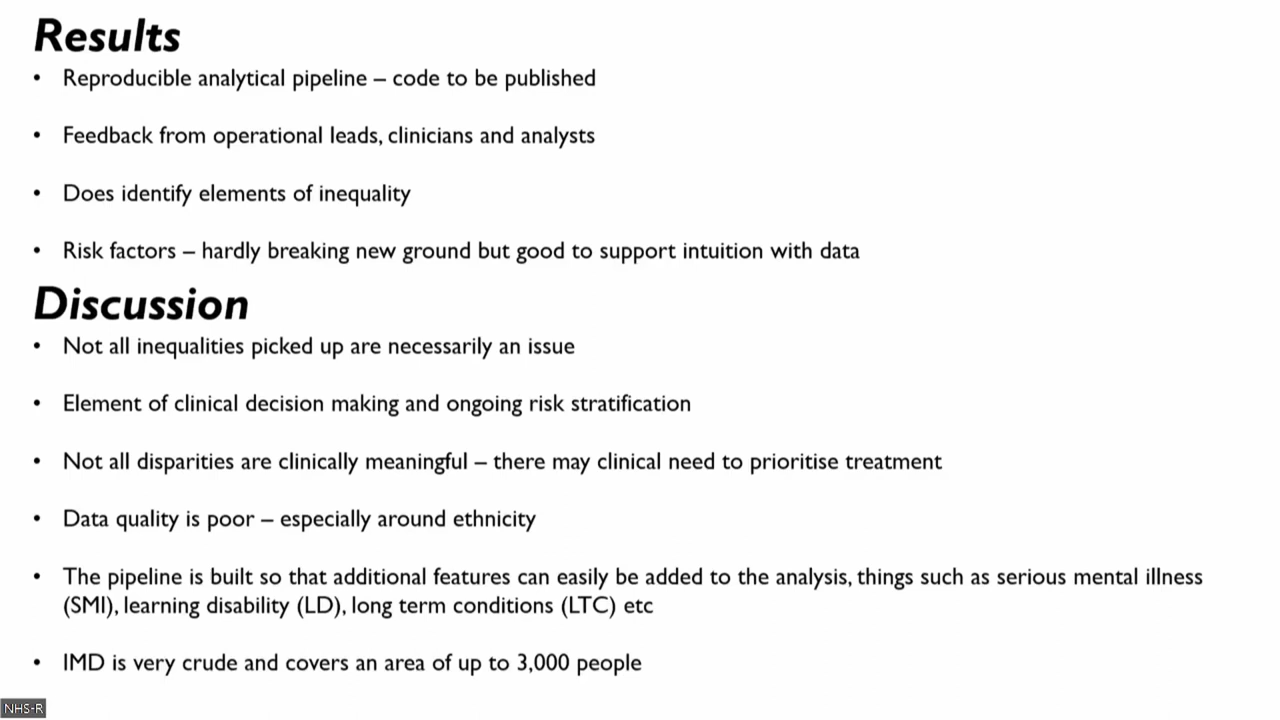 Results
• Reproducible analytical pipeline – code to be published
• Feedback from operational leads, clinicians and analysts
• Does identify elements of inequality
• Risk factors – hardly breaking new ground but good to support intuition with data
Discussion
• Not all inequalities picked up are necessarily an issue
• Element of clinical decision making and ongoing risk stratification
• Not all disparities are clinically meaningful – there may clinical need to prioritise treatment
• Data quality is poor – especially around ethnicity
• The pipeline is built so that additional features can easily be added to the analysis, things such as serious mental illness
(SMI), learning disability (LD), long term conditions (LTC) etc
• IMD is very crude and covers an area of up to 3,000 people
NHS-R